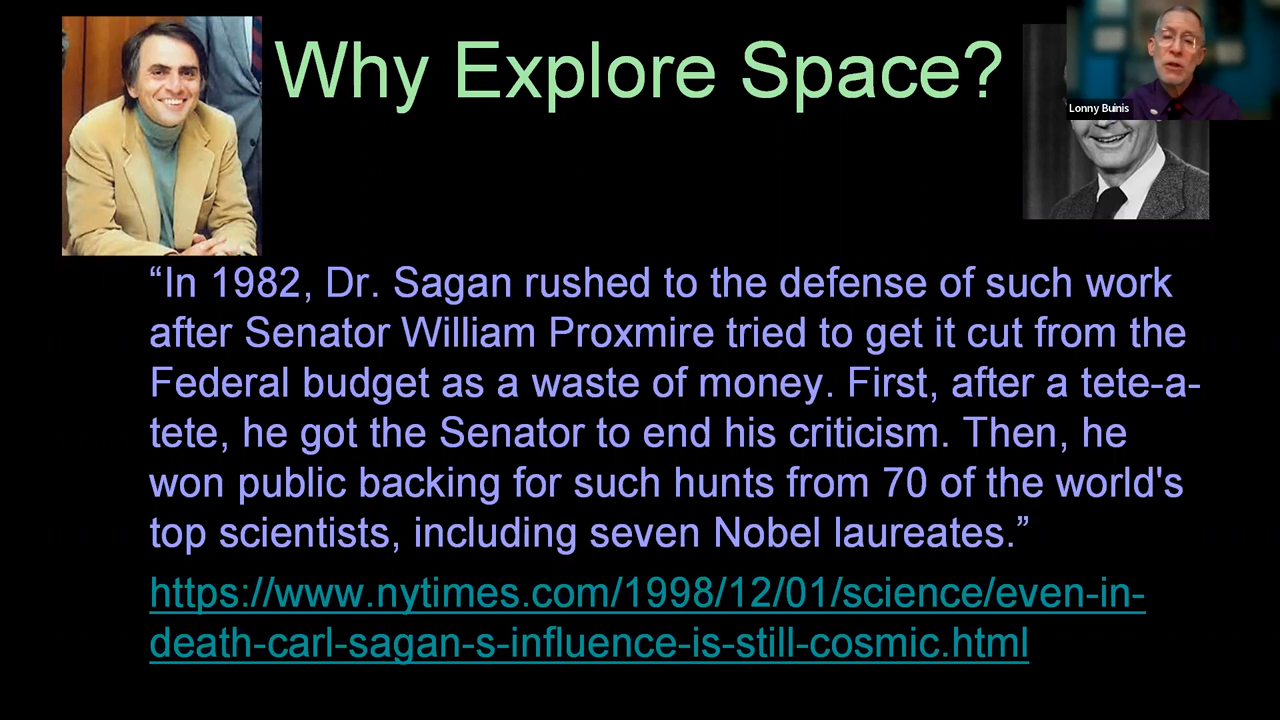 Why Explore Space?
Lonny Buinis
“In 1982, Dr. Sagan rushed to the defense of such work
after Senator William Proxmire tried to get it cut from the
Federal budget as a waste of money. First, after a tete-a-
tete, he got the Senator to end his criticism. Then, he
won public backing for such hunts from 70 of the world's
top scientists, including seven Nobel laureates.”
https://www.nytimes.com/1998/12/01/science/even-in-
death-carl-sagan-s-influence-is-still-cosmic.html